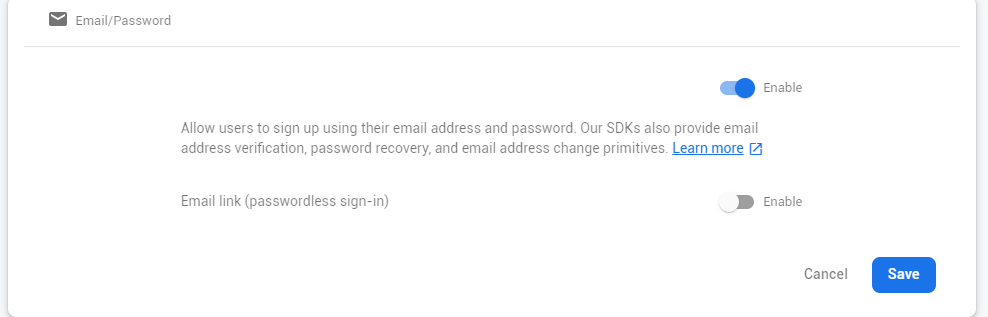 Email/Password
Enable
Allow users to sign up using their email address and password. Our SDKs also provide email
address verification, password recovery, and email address change primitives. Learn more
Email link (passwordless sign-in)
Enable
Cancel
Save